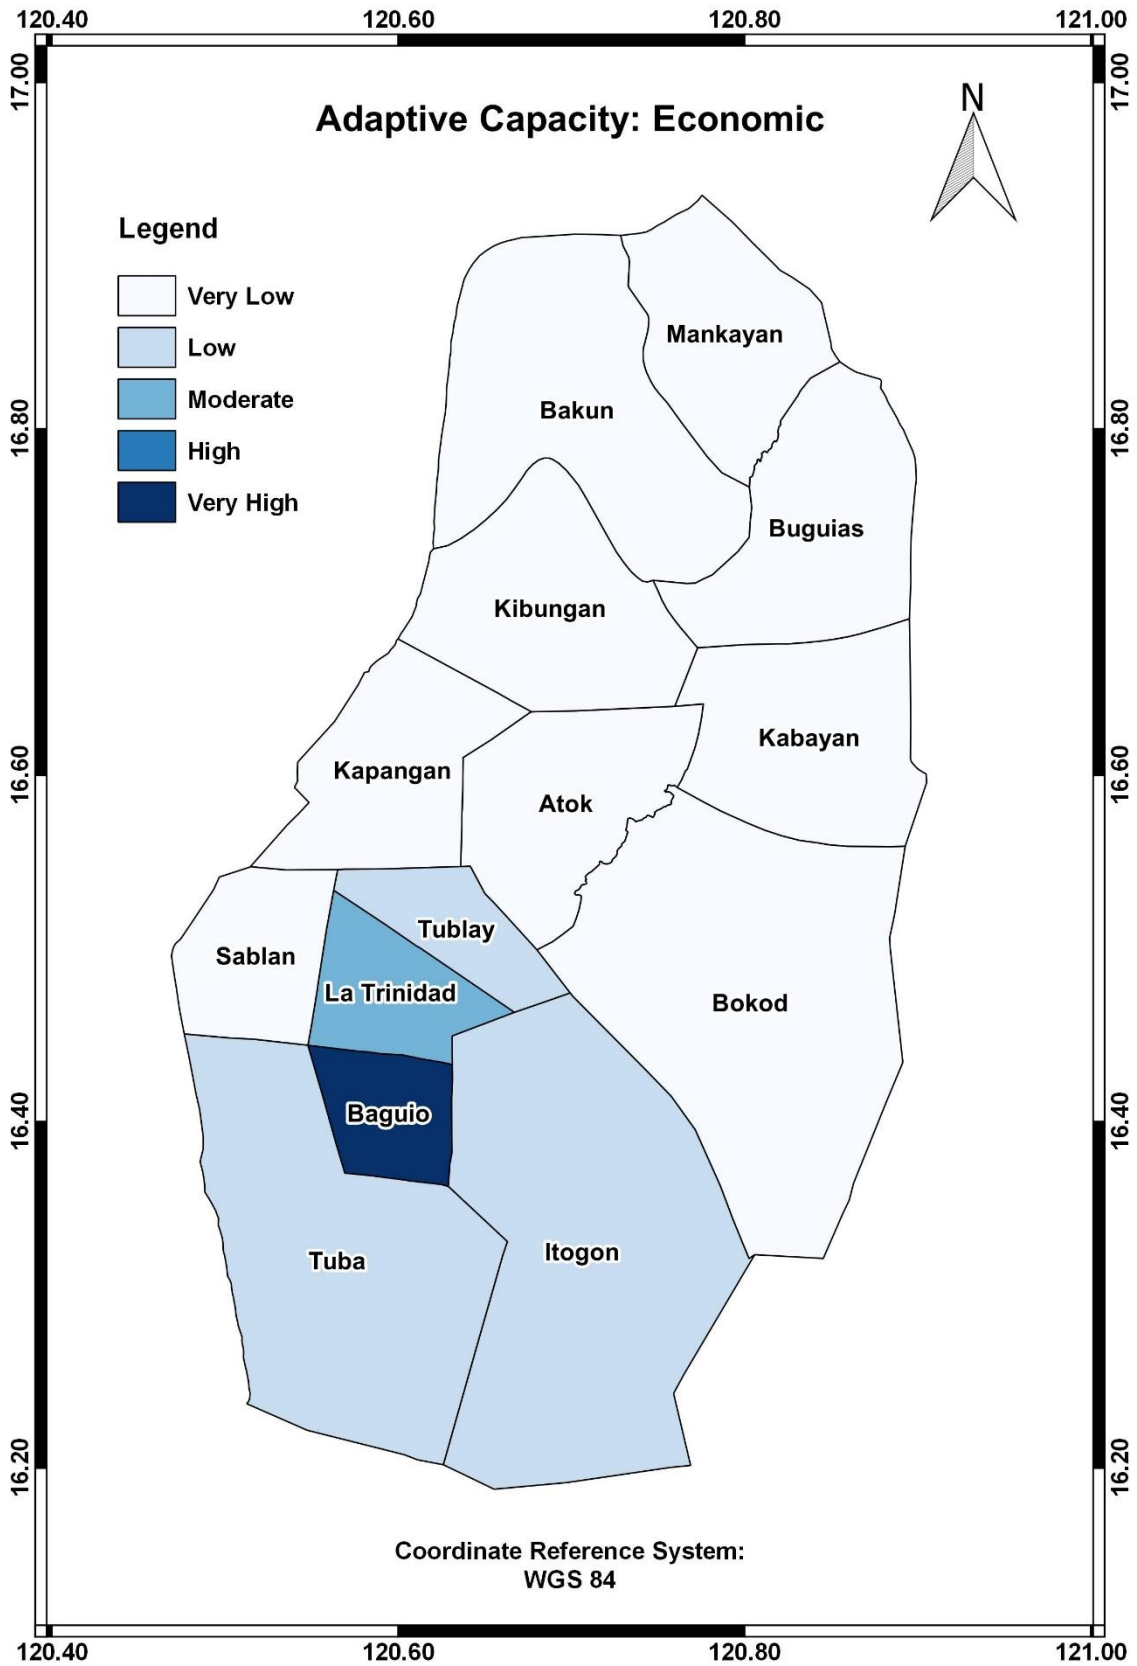 120.40 120.60 120.80 121.00
17.00 17.00
N
Adaptive Capacity: Economic
Legend
Very Low
Low
Moderate
High
Very High
Mankayan
Bakun
16.80 16.80
Buguias
Kibungan
Kabayan
Kapangan
16.60 16.60
Atok
Tublay
Sablan
La Trinidad
Bokod
Baguio
16.40 16.40
Itogon
Tuba
16.20 16.20
Coordinate Reference System:
WGS 84
120.40 120.60 120.80 121.00